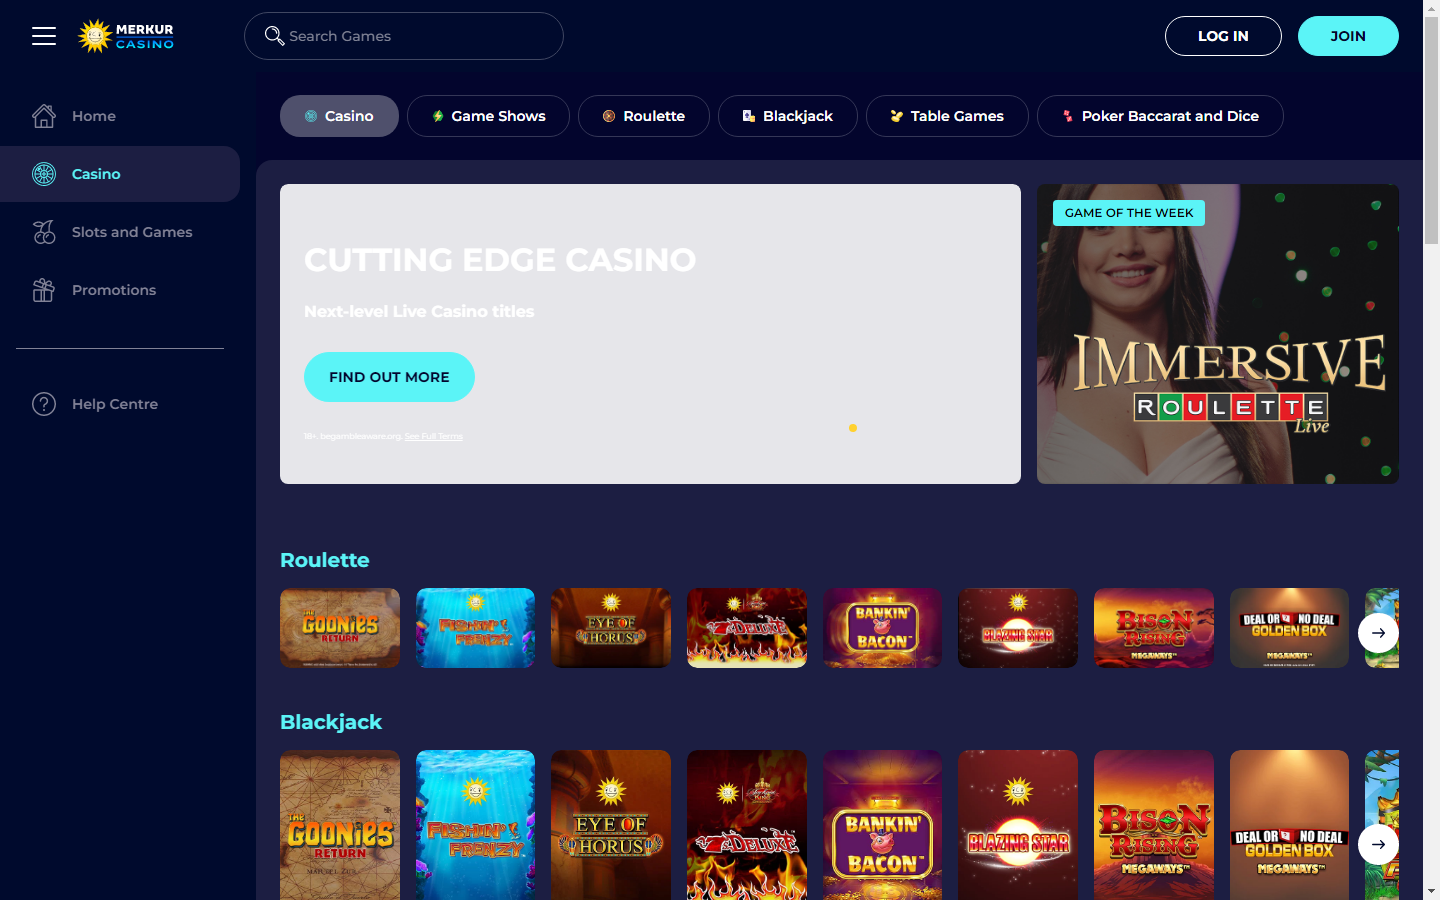 MERKUR
CASINO
Search Games
LOG IN
JOIN
Home
Casino
Slots and Games
Promotions
Help Centre
Casino
Game Shows
Roulette
Blackjack
Table Games
Poker Baccarat and Dice
CUTTING EDGE CASINO
Next-level Live Casino titles
FIND OUT MORE
18+. begambleaware.org. See Full Terms
GAME OF THE WEEK
IMMERSIVE
ROULETTE
Live
Roulette
THE
GOONIES
RETURN
FISHIN'
FRENZY
EYE OF
HORUS
7's DELUXE
BANKIN'
BACON
BLAZING STAR
BISON
RISING
MEGAWAYS™
DEAL OR NO DEAL
GOLDEN BOX
MEGAWAYS™
Blackjack
THE
GOONIES
RETURN
FISHIN'
FRENZY
EYE OF
HORUS
7's DELUXE
BANKIN'
BACON
BLAZING STAR
BISON
RISING
MEGAWAYS™
DEAL OR NO DEAL
GOLDEN BOX
MEGAWAYS™